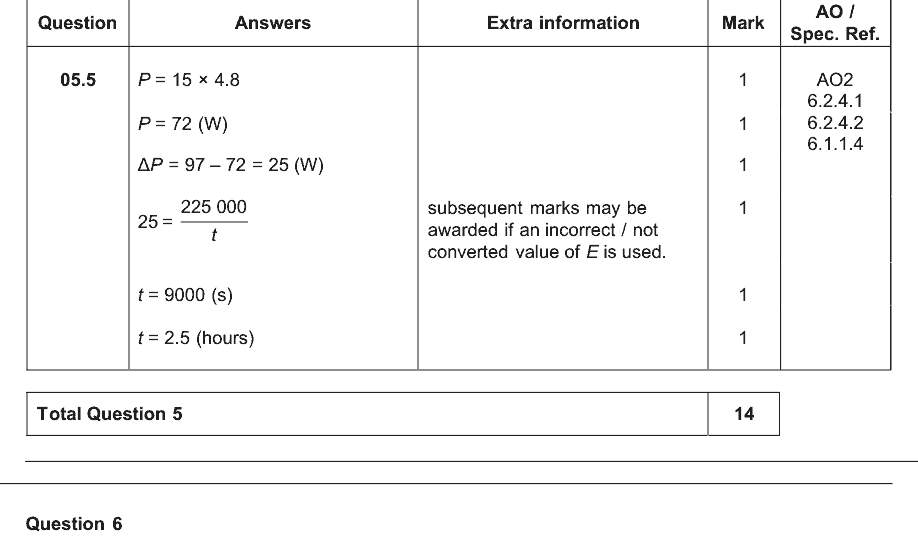 Question Answers Extra information Mark AO /
Spec. Ref.
05.5 P = 15 × 4.8 1 AO2
6.2.4.1
P = 72 (W) 1 6.2.4.2
6.1.1.4
ΔP = 97 – 72 = 25 (W) 1
25 = 225 000 / t subsequent marks may be 1
awarded if an incorrect / not
converted value of E is used.
t = 9000 (s) 1
t = 2.5 (hours) 1
Total Question 5 14
Question 6